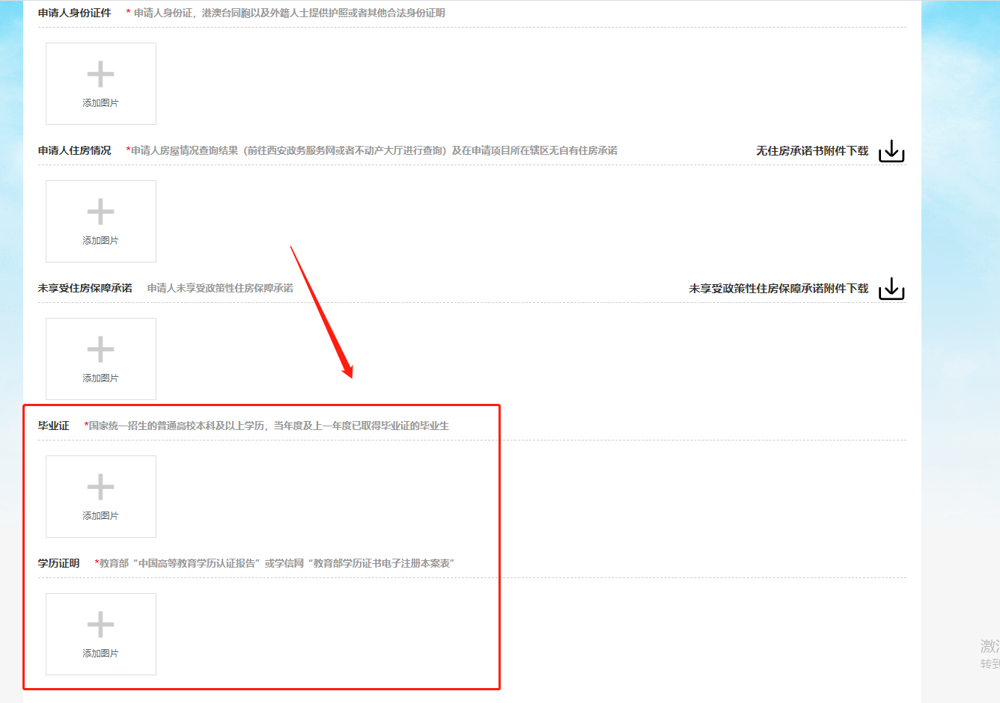 申请人身份证件 * 申请人身份证，港澳台同胞以及外籍人士提供护照或者其他合法身份证明
添加图片
申请人住房情况 *申请人房屋情况查询结果（前往西安政务服务网或者不动产大厅进行查询）及在申请项目所在辖区无自有住房承诺 无住房承诺书附件下载
添加图片
未享受住房保障承诺 申请人未享受政策性住房保障承诺 未享受政策性住房保障承诺附件下载
添加图片
毕业证 *国家统一招生的普通高校本科及以上学历，当年度及上一年度已取得毕业证的毕业生
添加图片
学历证明 *教育部“中国高等教育学历认证报告”或学信网“教育部学历证书电子注册本案表”
添加图片
激
转到